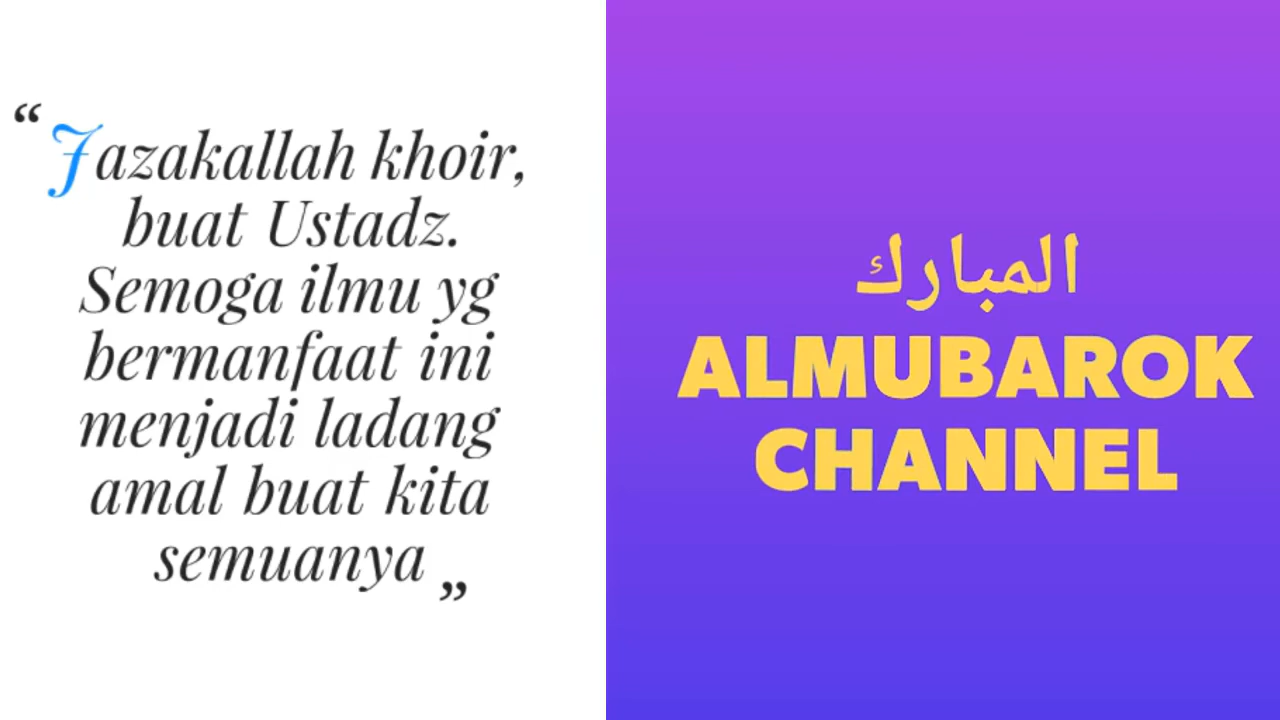 “Jazakallah khoir,
buat Ustadz.
Semoga ilmu yg
bermanfaat ini
menjadi ladang
amal buat kita
semuanya”
المبارك
ALMUBAROK
CHANNEL